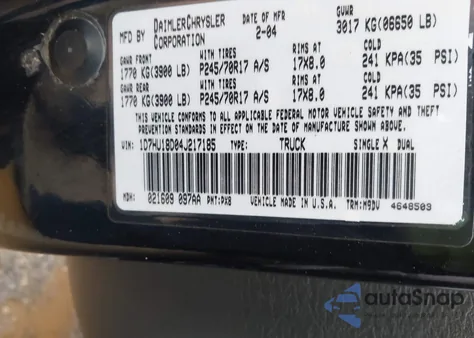 MFD BY DAIMLERCHRYSLER CORPORATION DATE OF MFR 2-04 GVWR 3017 KG(06650 LB)
GAWR FRONT WITH TIRES RIMS AT COLD
1770 KG(3900 LB) P245/70R17 A/S 17X8.0 241 KPA(35 PSI)
GAWR REAR WITH TIRES RIMS AT COLD
1770 KG(3900 LB) P245/70R17 A/S 17X8.0 241 KPA(35 PSI)
THIS VEHICLE CONFORMS TO ALL APPLICABLE FEDERAL MOTOR VEHICLE SAFETY AND THEFT
PREVENTION STANDARDS IN EFFECT ON THE DATE OF MANUFACTURE SHOWN ABOVE.
VIN: 1D7HU18D04J217185 TYPE: TRUCK SINGLE X DUAL
MDH: 021609 097AA PNT:PX8 VEHICLE MADE IN U.S.A. TRM:M9DV 4648509
autoSnap